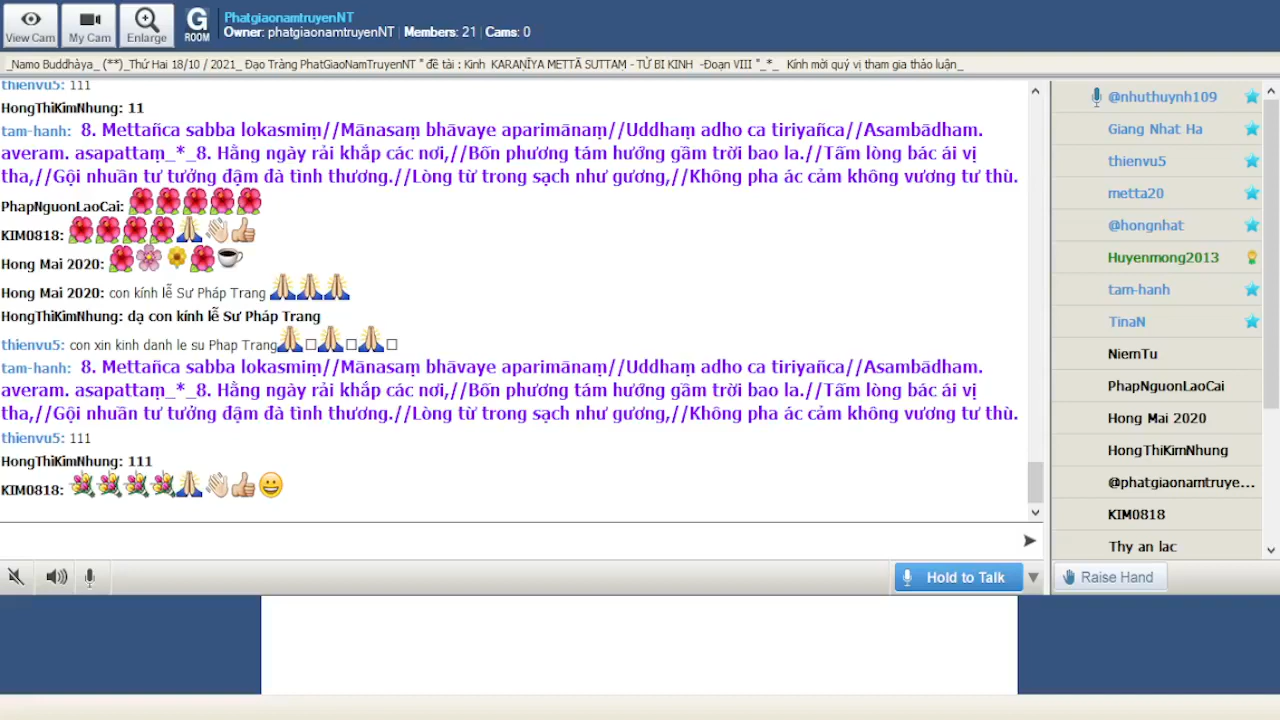 View Cam
My Cam
Enlarge
G ROOM
PhatgiaonamtruyenNT
Owner: phatgiaonamtruyenNT | Members: 21 | Cams: 0
_Namo Buddhàya_ (**)_Thứ Hai 18/10 / 2021_ Đạo Tràng PhatGiaoNamTruyenNT " đề tài : Kinh KARAṆĪYA METTĀ SUTTAṂ - TỪ BI KINH -Đoạn VIII "_*_ Kính mời quý vị tham gia thảo luận_
thienvu5: 111
HongThiKimNhung: 11
tam-hanh: 8. Mettañca sabba lokasmiṃ//Mānasaṃ bhāvaye aparimānaṃ//Uddhaṃ adho ca tiriyañca//Asambādham.
averam. asapattaṃ_*_8. Hằng ngày rải khắp các nơi,//Bốn phương tám hướng gầm trời bao la.//Tấm lòng bác ái vị
tha,//Gội nhuần tư tưởng đậm đà tình thương.//Lòng từ trong sạch như gương,//Không pha ác cảm không vương tư thù.
PhapNguonLaoCai:
KIM0818:
Hong Mai 2020:
Hong Mai 2020: con kính lễ Sư Pháp Trang
HongThiKimNhung: dạ con kính lễ Sư Pháp Trang
thienvu5: con xin kinh danh le su Phap Trang
tam-hanh: 8. Mettañca sabba lokasmiṃ//Mānasaṃ bhāvaye aparimānaṃ//Uddhaṃ adho ca tiriyañca//Asambādham.
averam. asapattaṃ_*_8. Hằng ngày rải khắp các nơi,//Bốn phương tám hướng gầm trời bao la.//Tấm lòng bác ái vị
tha,//Gội nhuần tư tưởng đậm đà tình thương.//Lòng từ trong sạch như gương,//Không pha ác cảm không vương tư thù.
thienvu5: 111
HongThiKimNhung: 111
KIM0818:
Hold to Talk
@nhuthuynh109
Giang Nhat Ha
thienvu5
metta20
@hongnhat
Huyenmong2013
tam-hanh
TinaN
NiemTu
PhapNguonLaoCai
Hong Mai 2020
HongThiKimNhung
@phatgiaonamtruye...
KIM0818
Thy an lac
Raise Hand